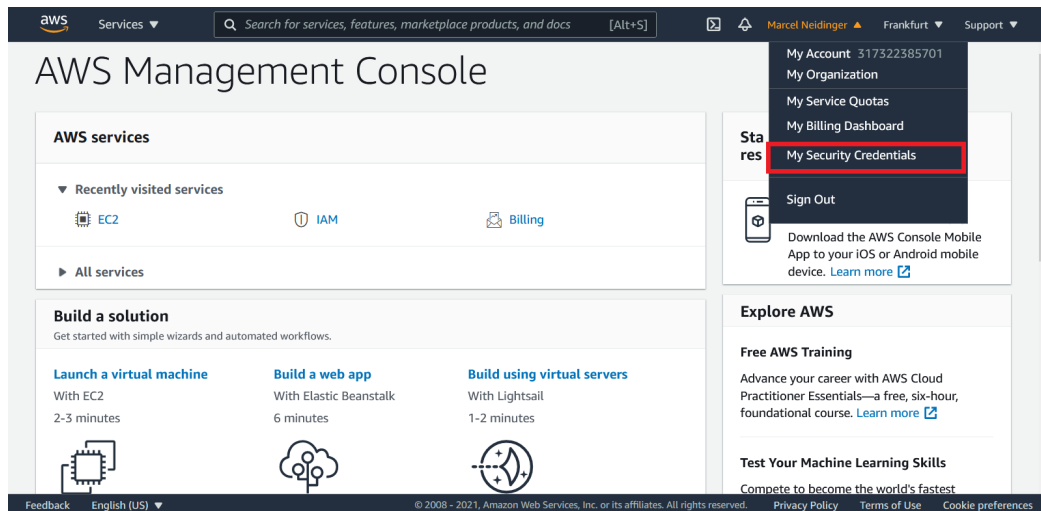 aws Services ▼ Search for services, features, marketplace products, and docs [Alt+S] Marcel Neidinger ▲ Frankfurt ▼ Support ▼
My Account 317322385701
My Organization
My Service Quotas
My Billing Dashboard
My Security Credentials
Sign Out
AWS Management Console
AWS services
▼ Recently visited services
EC2 IAM Billing
▶ All services
Build a solution
Get started with simple wizards and automated workflows.
Launch a virtual machine
With EC2
2-3 minutes
Build a web app
With Elastic Beanstalk
6 minutes
Build using virtual servers
With Lightsail
1-2 minutes
Sta
res
Download the AWS Console Mobile
App to your iOS or Android mobile
device. Learn more
Explore AWS
Free AWS Training
Advance your career with AWS Cloud
Practitioner Essentials—a free, six-hour,
foundational course. Learn more
Test Your Machine Learning Skills
Compete to become the world's fastest
Feedback English (US) ▼ © 2008 - 2021, Amazon Web Services, Inc. or its affiliates. All rights reserved. Privacy Policy Terms of Use Cookie preferences